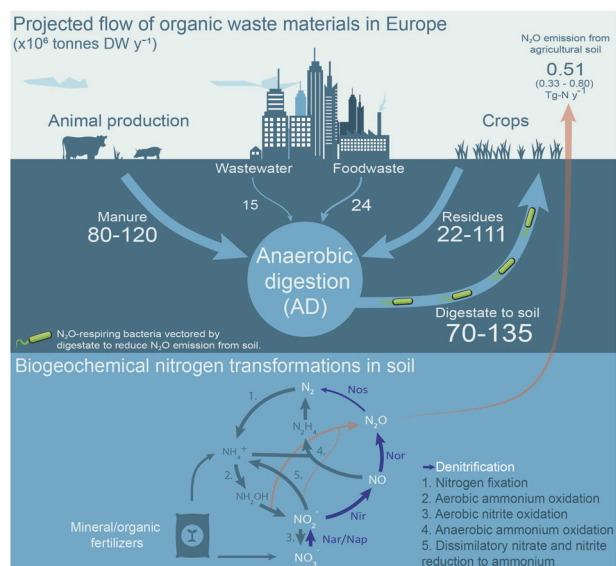 Projected flow of organic waste materials in Europe
(x10⁶ tonnes DW y⁻¹)
N₂O emission from
agricultural soil
0.51
(0.33 - 0.80)
Tg-N y⁻¹
Animal production
Crops
Wastewater
Foodwaste
15
24
Manure
80-120
Residues
22-111
Anaerobic
digestion
(AD)
Digestate to soil
70-135
N₂O-respiring bacteria vectored by
digestate to reduce N₂O emission from soil.
Biogeochemical nitrogen transformations in soil
N₂
Nos
1.
N₂H₄
N₂O
NH₄⁺
4.
Nor
2.
5.
NO
NH₂OH
NO₂⁻
Nir
3.
Nar/Nap
NO₃⁻
Mineral/organic
fertilizers
Denitrification
1. Nitrogen fixation
2. Aerobic ammonium oxidation
3. Aerobic nitrite oxidation
4. Anaerobic ammonium oxidation
5. Dissimilatory nitrate and nitrite
reduction to ammonium